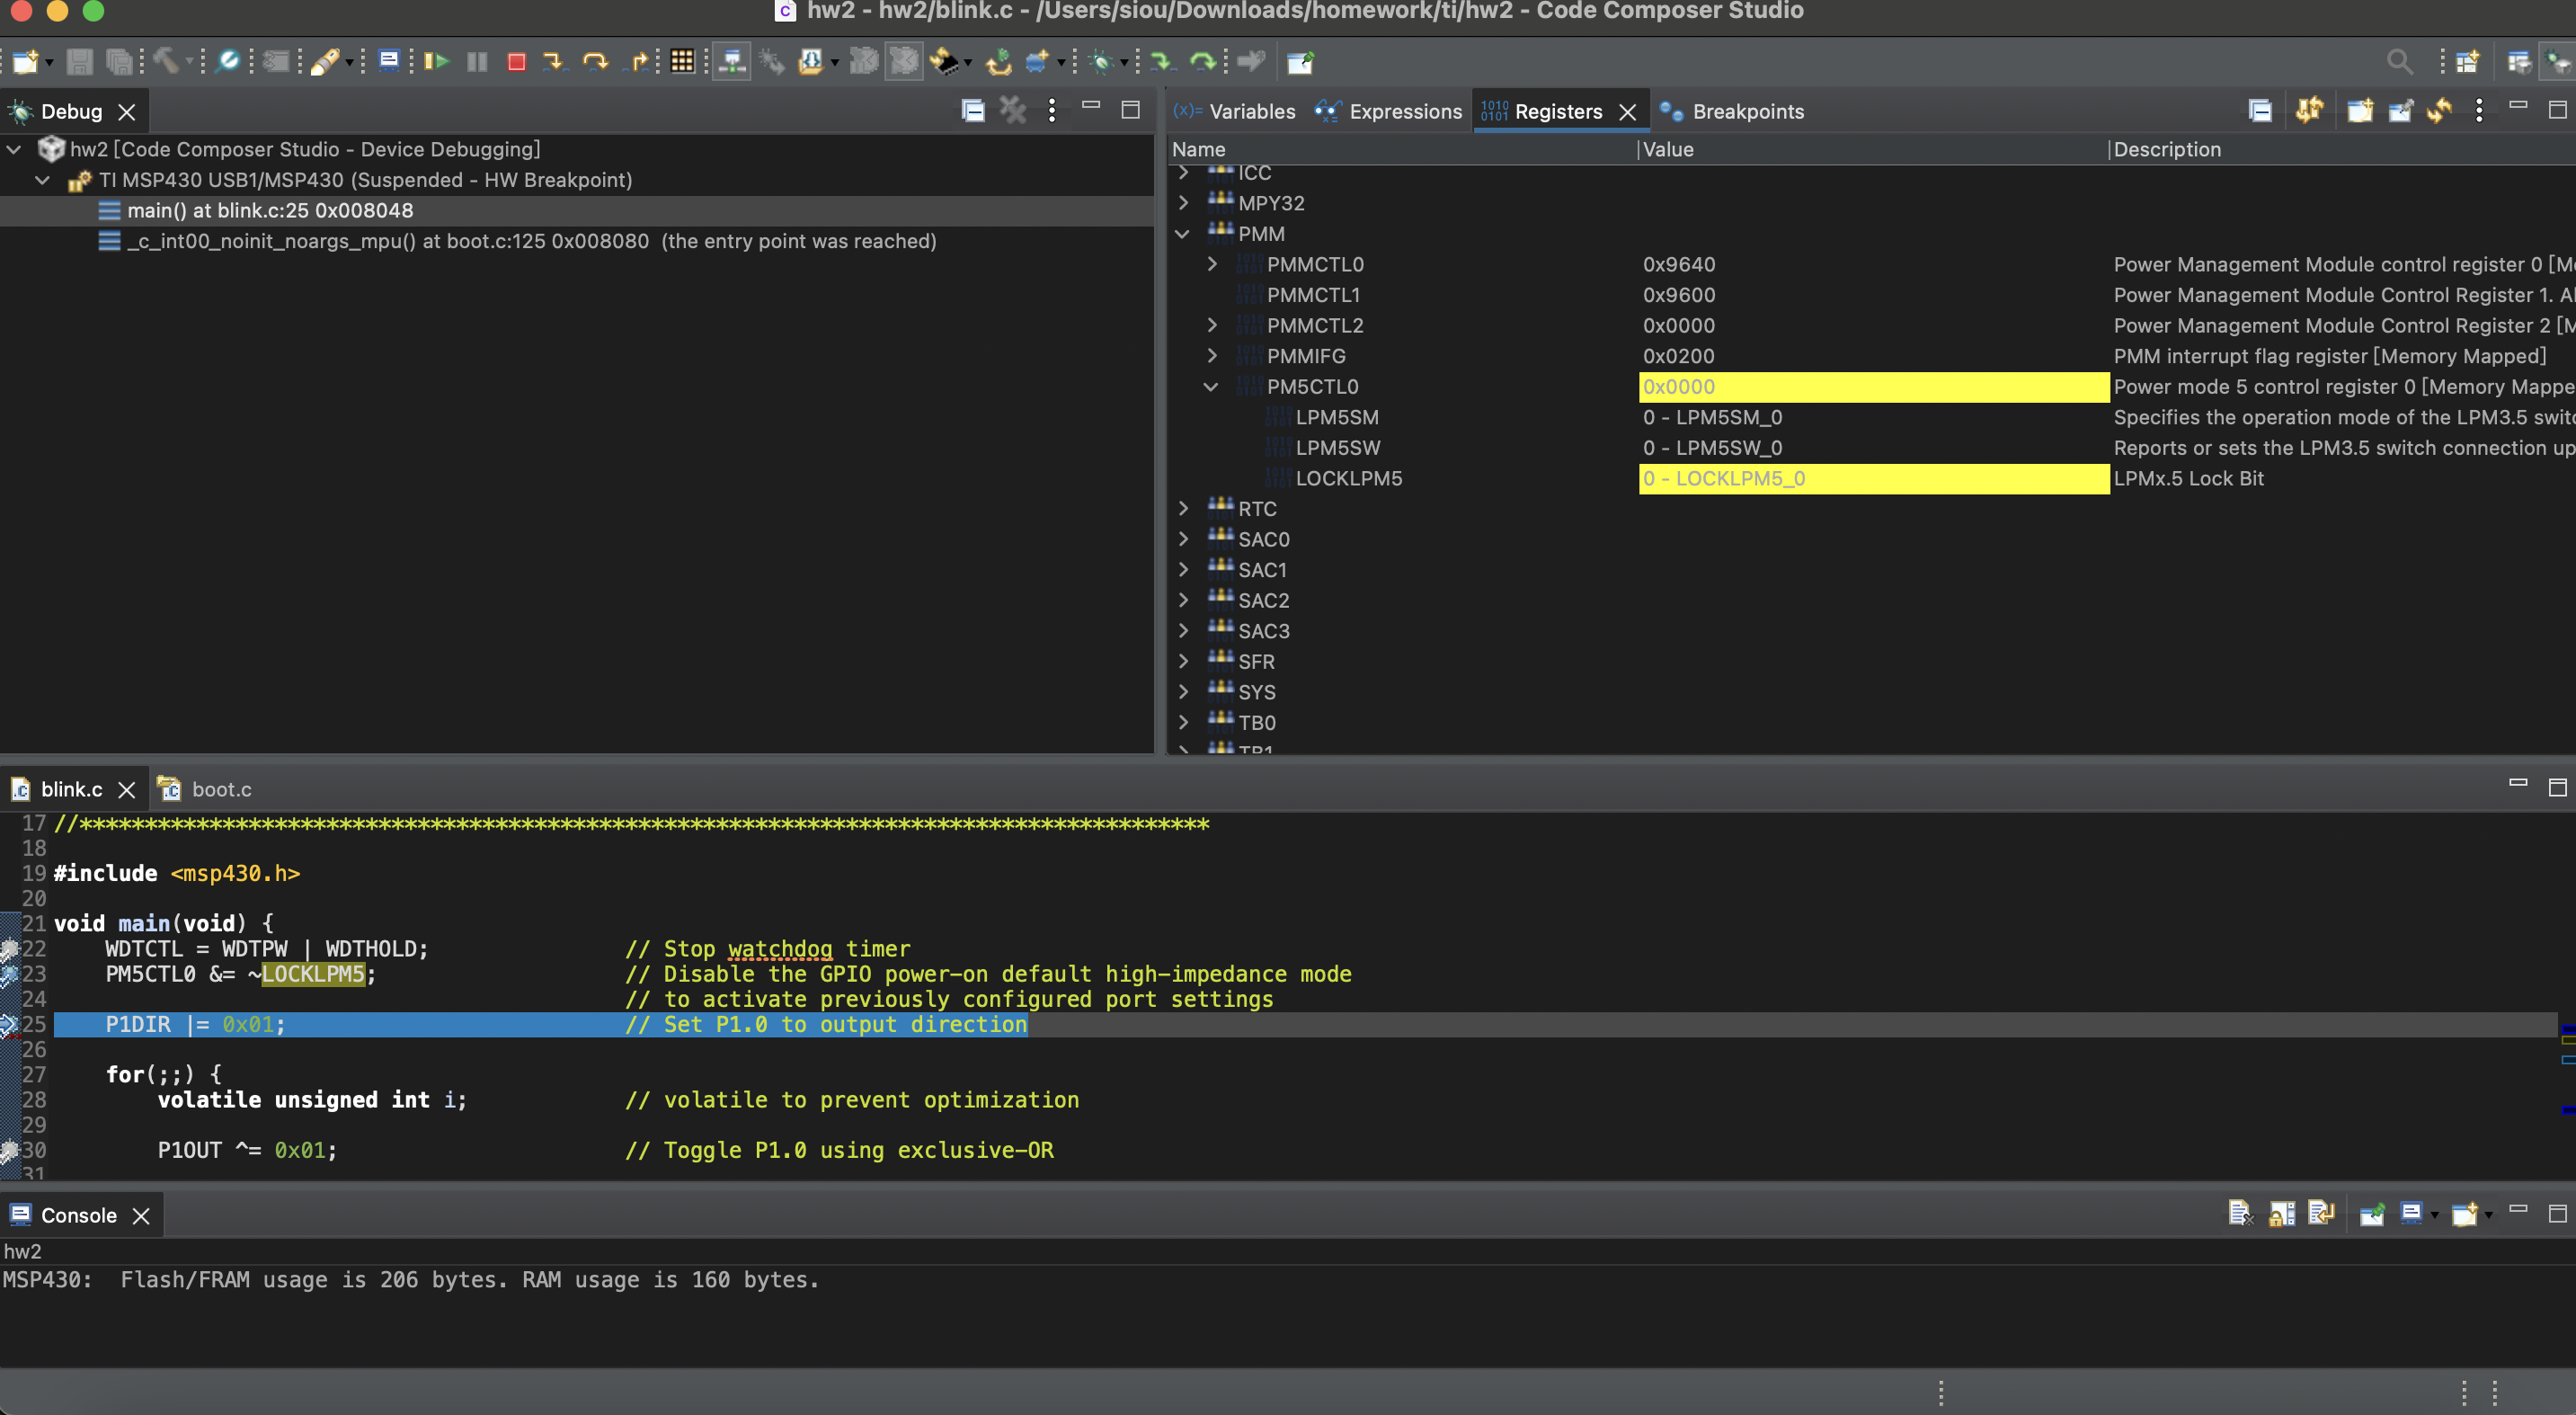 hw2 - hw2/blink.c - /Users/siou/Downloads/homework/ti/hw2 - Code Composer Studio
Debug
hw2 [Code Composer Studio - Device Debugging]
TI MSP430 USB1/MSP430 (Suspended - HW Breakpoint)
main() at blink.c:25 0x008048
_c_int00_noinit_noargs_mpu() at boot.c:125 0x008080 (the entry point was reached)
(x)= Variables Expressions Registers Breakpoints
Name Value Description
ICC
MPY32
PMM
PMMCTL0 0x9640 Power Management Module control register 0 [M
PMMCTL1 0x9600 Power Management Module Control Register 1. A
PMMCTL2 0x0000 Power Management Module Control Register 2 [M
PMMIFG 0x0200 PMM interrupt flag register [Memory Mapped]
PM5CTL0 0x0000 Power mode 5 control register 0 [Memory Mappe
LPM5SM 0 - LPM5SM_0 Specifies the operation mode of the LPM3.5 swit
LPM5SW 0 - LPM5SW_0 Reports or sets the LPM3.5 switch connection up
LOCKLPM5 0 - LOCKLPM5_0 LPMx.5 Lock Bit
RTC
SAC0
SAC1
SAC2
SAC3
SFR
SYS
TB0
TB1
blink.c boot.c
17 //***************************************************************************************
18
19 #include <msp430.h>
20
21 void main(void) {
22 WDTCTL = WDTPW | WDTHOLD; // Stop watchdog timer
23 PM5CTL0 &= ~LOCKLPM5; // Disable the GPIO power-on default high-impedance mode
24 // to activate previously configured port settings
25 P1DIR |= 0x01; // Set P1.0 to output direction
26
27 for(;;) {
28 volatile unsigned int i; // volatile to prevent optimization
29
30 P1OUT ^= 0x01; // Toggle P1.0 using exclusive-OR
31
Console
hw2
MSP430: Flash/FRAM usage is 206 bytes. RAM usage is 160 bytes.